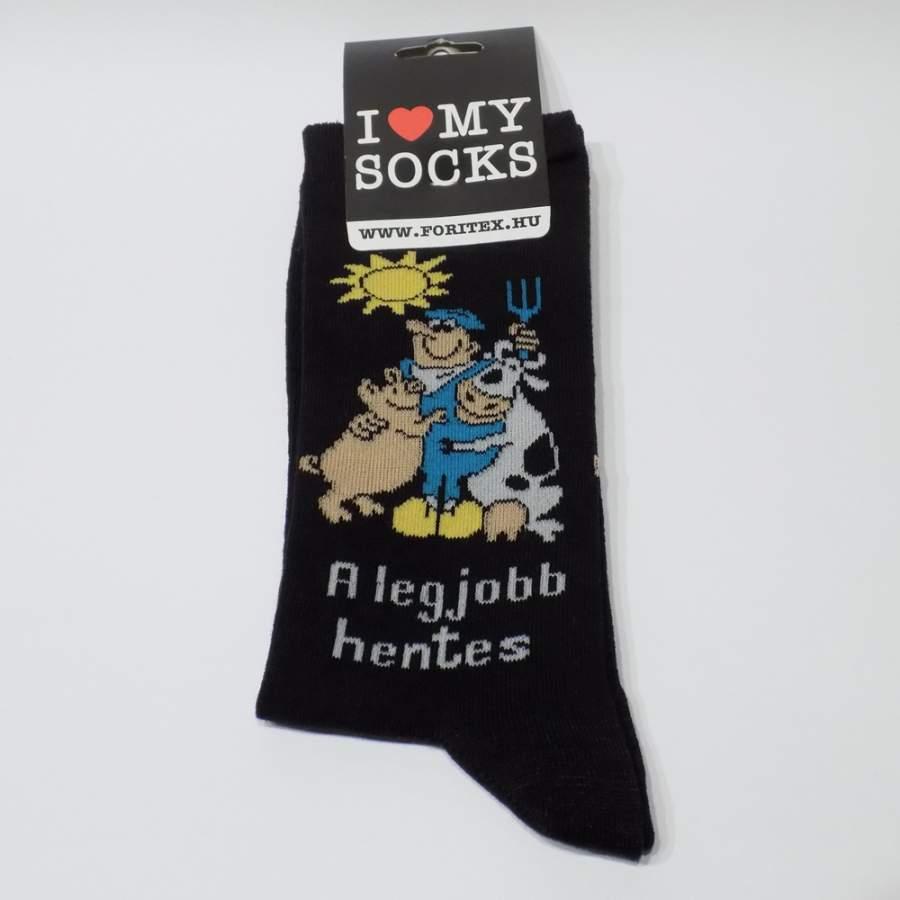 I ❤ MY
SOCKS
WWW.FORITEX.HU
A legjobb
hentes